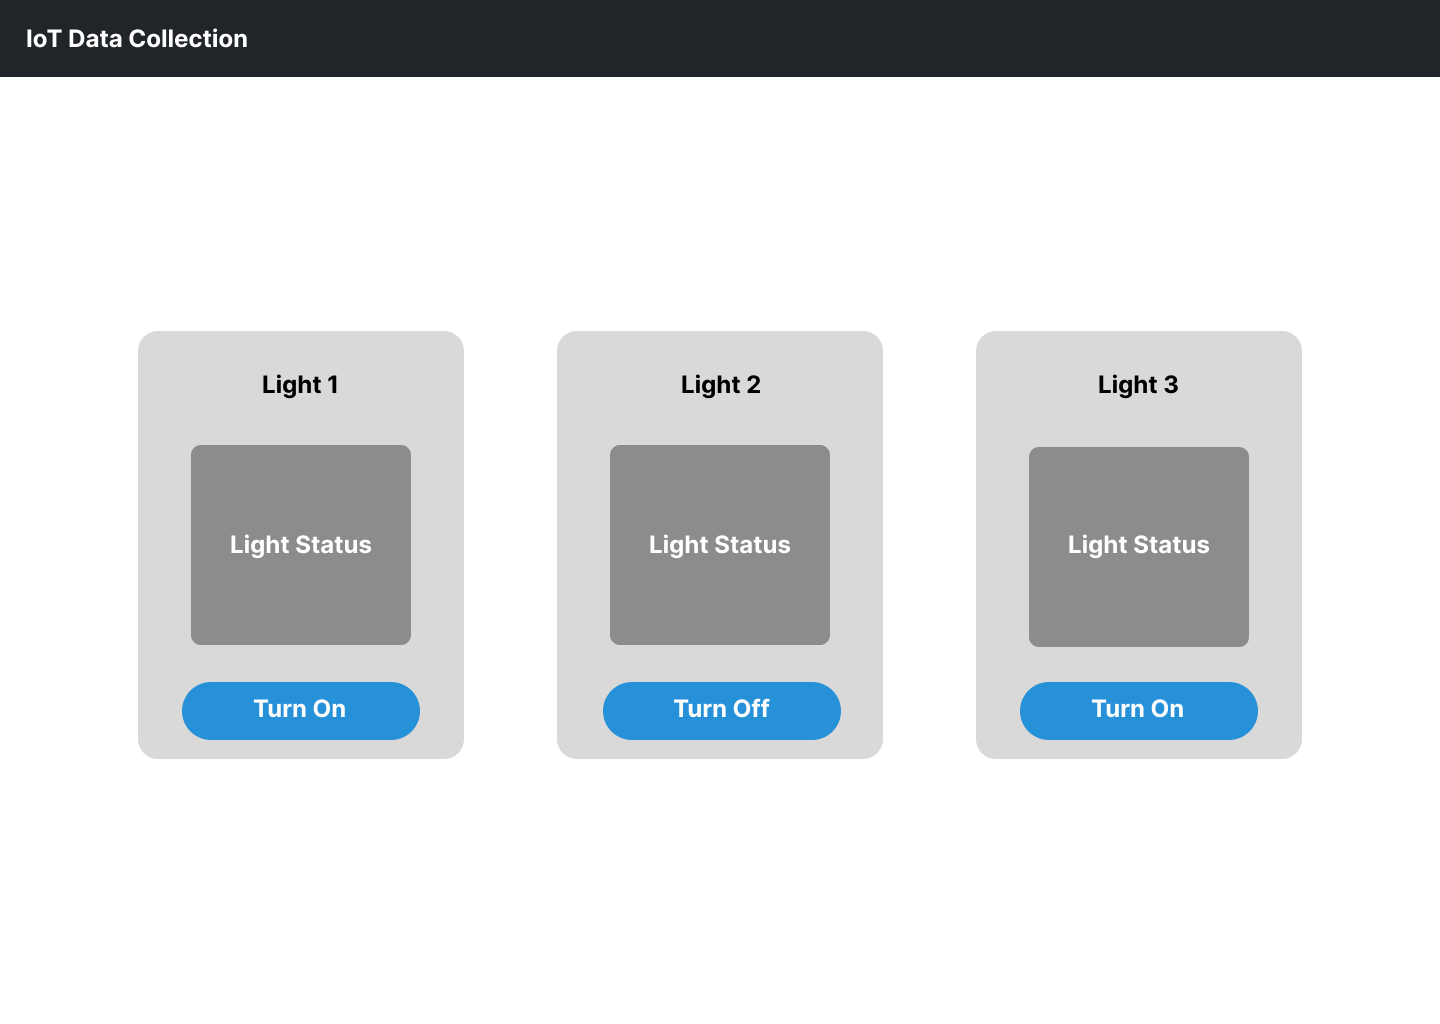 IoT Data Collection
Light 1
Light 2
Light 3
Light Status
Light Status
Light Status
Turn On
Turn Off
Turn On